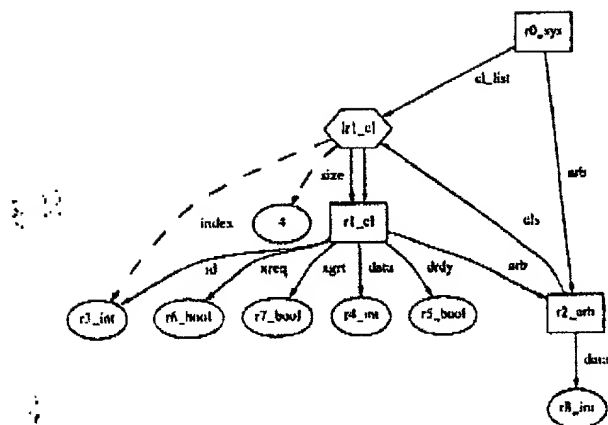 r0_sys
cl_list
[r1_cl
size
arb
4
r1_cl
cls
index
id
xreq
xgrt
data
drdy
arb
r3_int
r6_bool
r7_bool
r4_int
r5_bool
r2_arb
data
r8_int